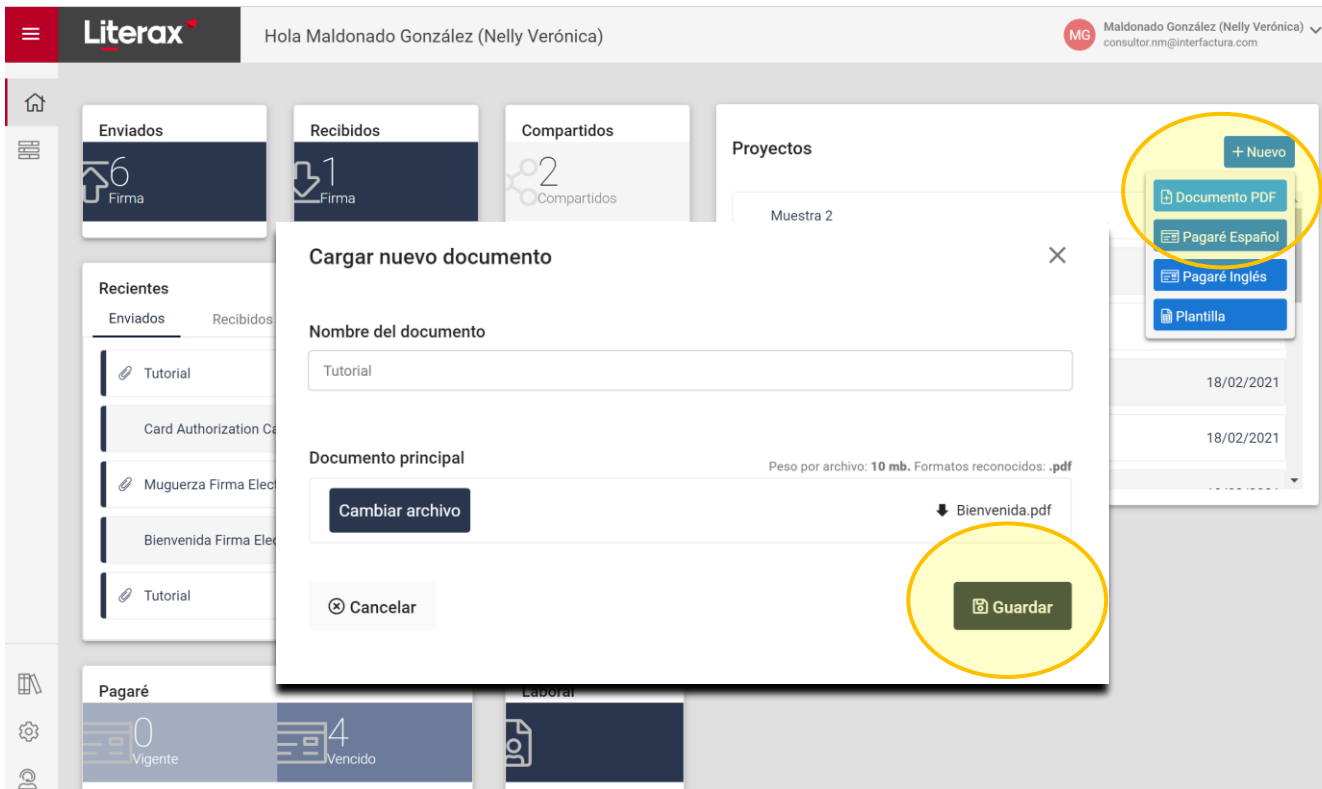 Literax
Hola Maldonado González (Nelly Verónica)
MG
Maldonado González (Nelly Verónica)
consultor.nm@interfactura.com
Enviados
6
Firma
Recibidos
1
Firma
Compartidos
2
Compartidos
Proyectos
+ Nuevo
Documento PDF
Pagaré Español
Pagaré Inglés
Plantilla
Muestra 2
18/02/2021
18/02/2021
Recientes
Enviados
Recibidos
Tutorial
Card Authorization
Muguerza Firma
Bienvenida Firma
Tutorial
Cargar nuevo documento
Nombre del documento
Tutorial
Documento principal
Peso por archivo: 10 mb. Formatos reconocidos: .pdf
Cambiar archivo
Bienvenida.pdf
Cancelar
Guardar
Pagaré
0
Vigente
4
Vencido
Laboral